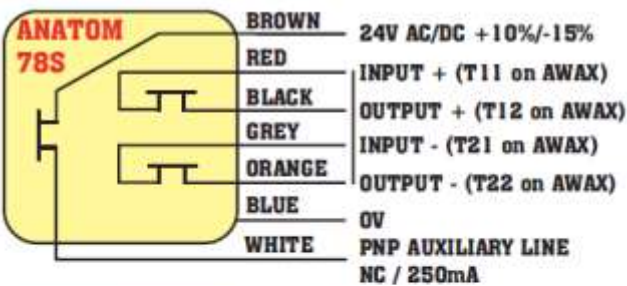 ANATOM
78S
BROWN 24V AC/DC +10%/-15%
RED INPUT + (T11 on AWAX)
BLACK OUTPUT + (T12 on AWAX)
GREY INPUT - (T21 on AWAX)
ORANGE OUTPUT - (T22 on AWAX)
BLUE 0V
WHITE PNP AUXILIARY LINE
NC / 250mA